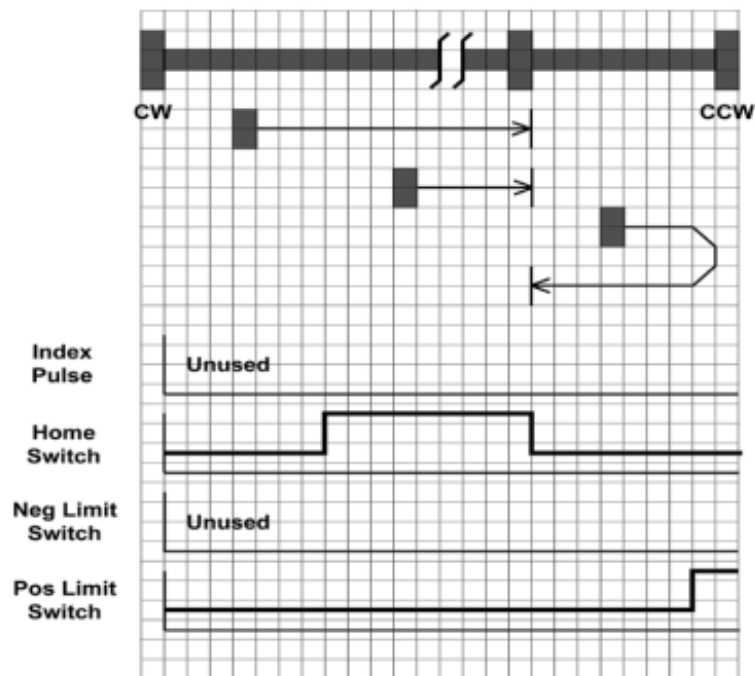 CW
CCW
Index
Pulse
Unused
Home
Switch
Neg Limit
Switch
Unused
Pos Limit
Switch